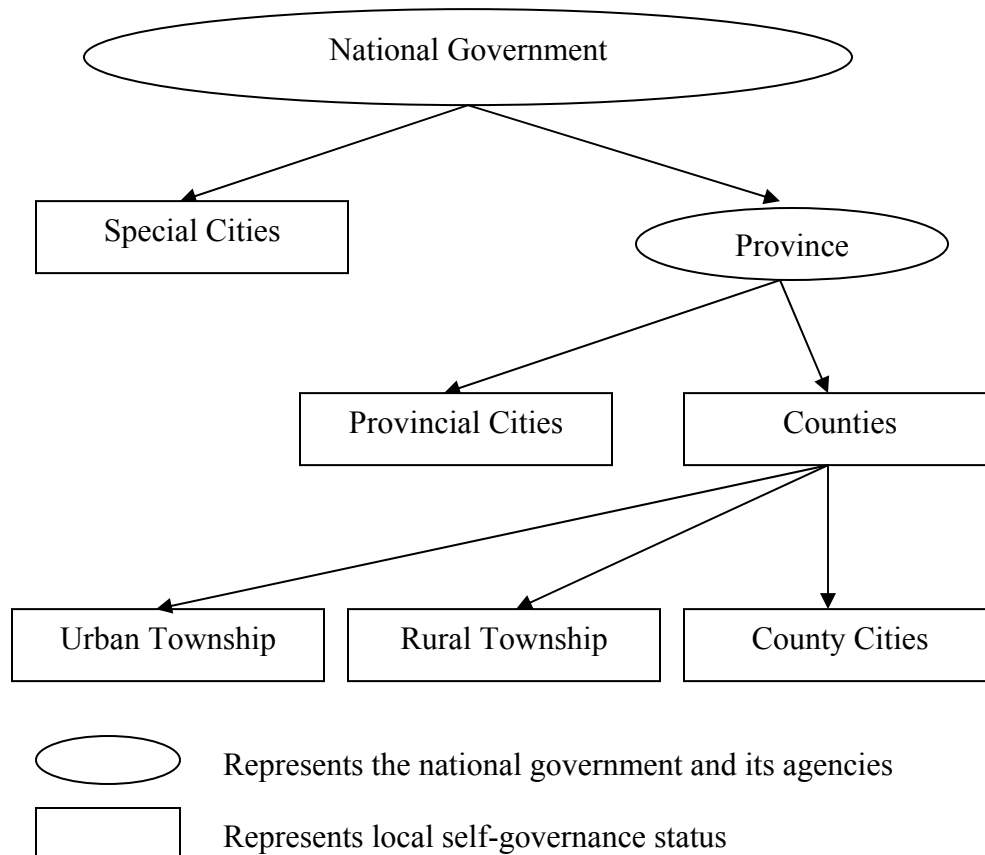 National Government
Special Cities
Province
Provincial Cities
Counties
Urban Township
Rural Township
County Cities
Represents the national government and its agencies
Represents local self-governance status